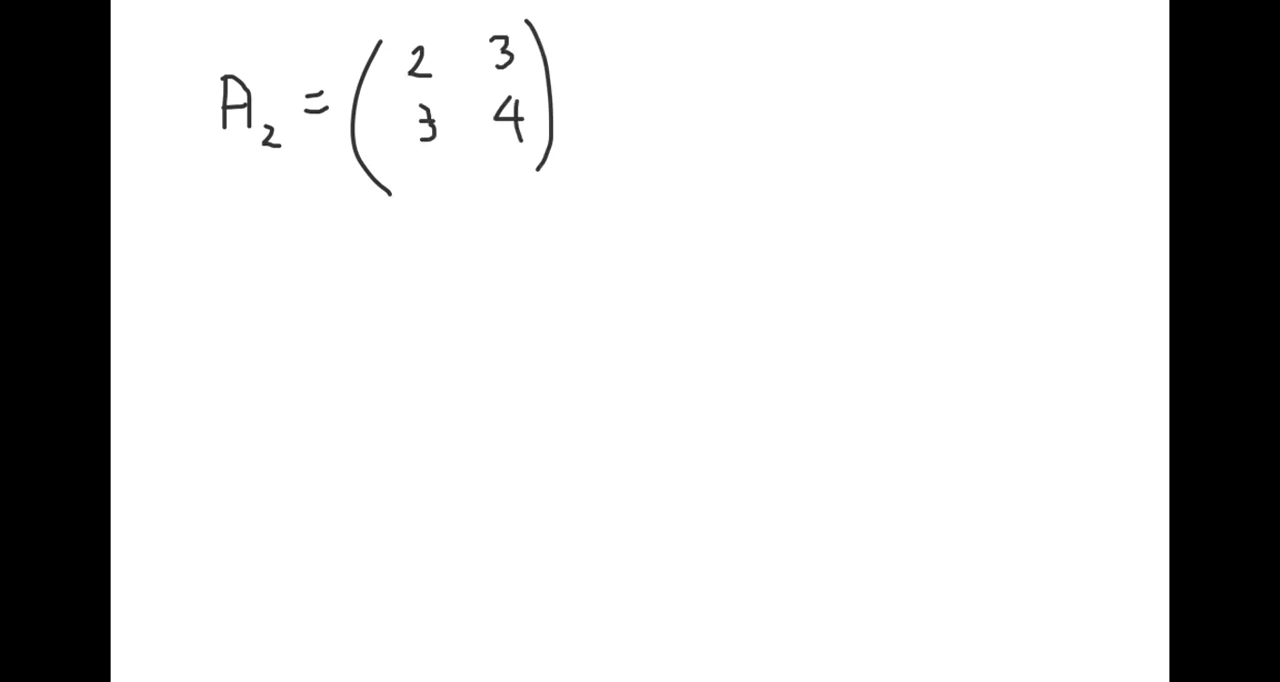 A₂ = ( 2 3
3 4 )